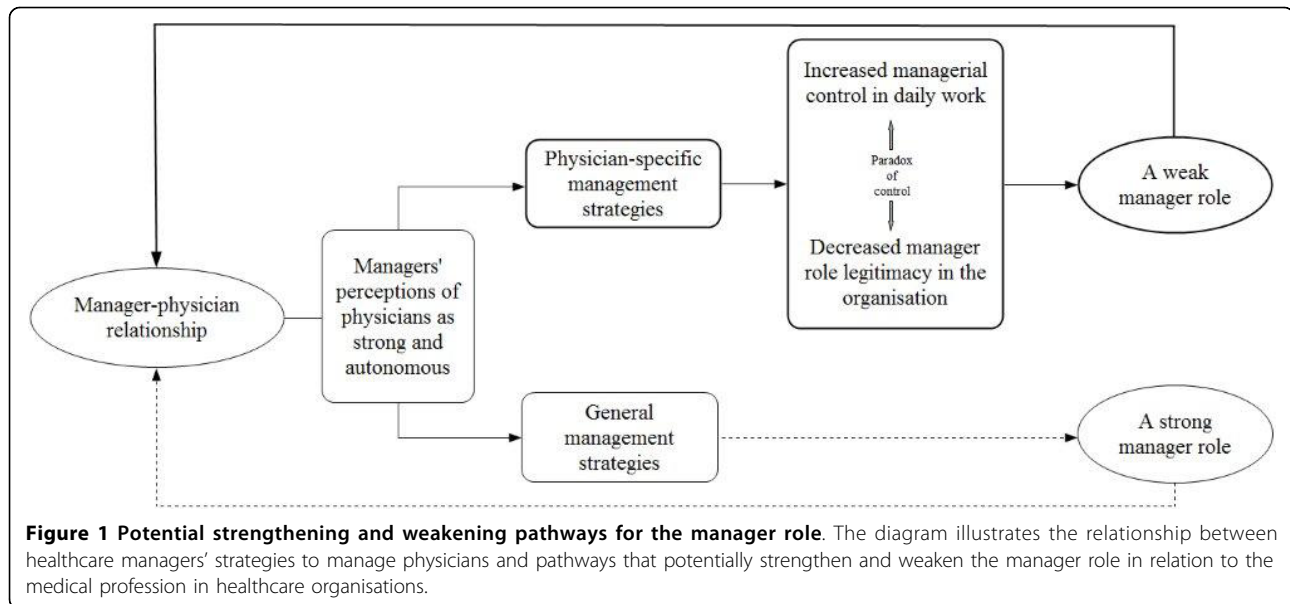 Increased managerial
control in daily work
Paradox
of
control
Decreased manager
role legitimacy in the
organisation
Physician-specific
management
strategies
A weak
manager role
Manager-physician
relationship
Managers'
perceptions of
physicians as
strong and
autonomous
General
management
strategies
A strong
manager role
Figure 1 Potential strengthening and weakening pathways for the manager role. The diagram illustrates the relationship between
healthcare managers' strategies to manage physicians and pathways that potentially strengthen and weaken the manager role in relation to the
medical profession in healthcare organisations.